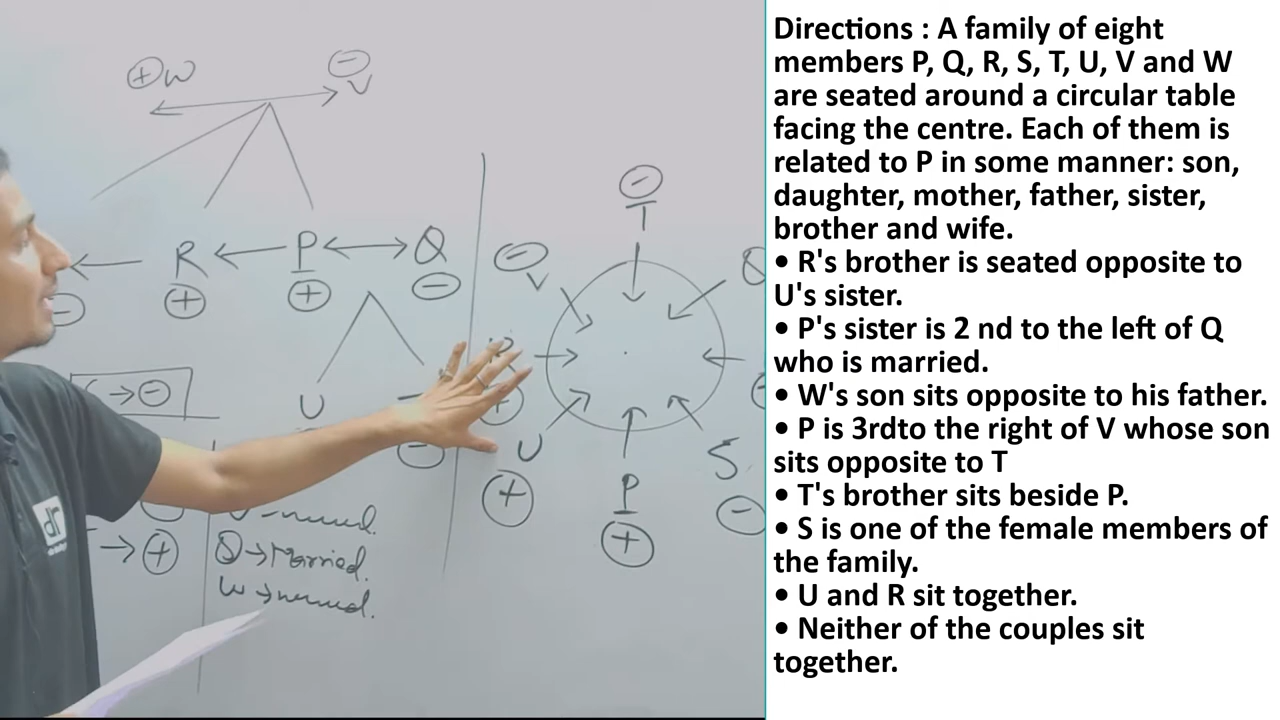 Directions : A family of eight
members P, Q, R, S, T, U, V and W
are seated around a circular table
facing the centre. Each of them is
related to P in some manner: son,
daughter, mother, father, sister,
brother and wife.
• R's brother is seated opposite to
U's sister.
• P's sister is 2 nd to the left of Q
who is married.
• W's son sits opposite to his father.
• P is 3rdto the right of V whose son
sits opposite to T
• T's brother sits beside P.
• S is one of the female members of
the family.
• U and R sit together.
• Neither of the couples sit
together.
+ W
- V
R P Q
+ + -
U
-
→ -
→ +
Q → Married.
W →
- T
- V
U
+
P
+
S
-
dr